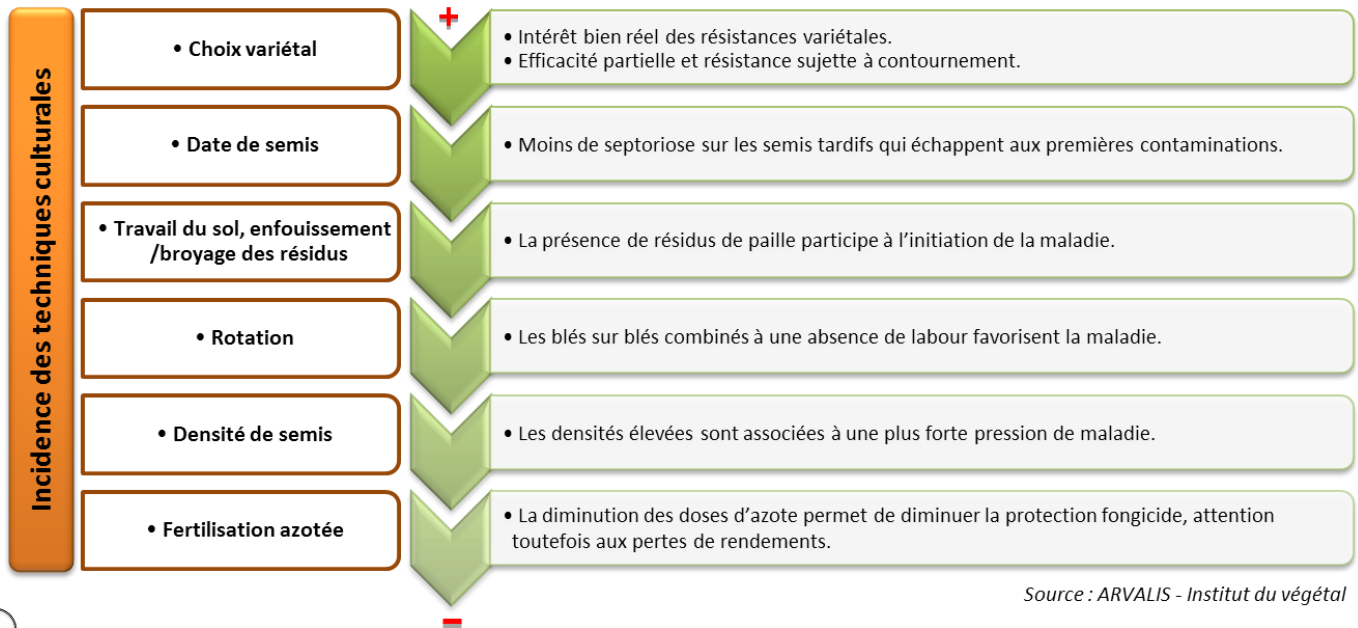 Incidence des techniques culturales
+
• Choix variétal
• Intérêt bien réel des résistances variétales.
• Efficacité partielle et résistance sujette à contournement.
• Date de semis
• Moins de septoriose sur les semis tardifs qui échappent aux premières contaminations.
• Travail du sol, enfouissement
/broyage des résidus
• La présence de résidus de paille participe à l’initiation de la maladie.
• Rotation
• Les blés sur blés combinés à une absence de labour favorisent la maladie.
• Densité de semis
• Les densités élevées sont associées à une plus forte pression de maladie.
• Fertilisation azotée
• La diminution des doses d’azote permet de diminuer la protection fongicide, attention
toutefois aux pertes de rendements.
Source : ARVALIS - Institut du végétal
-